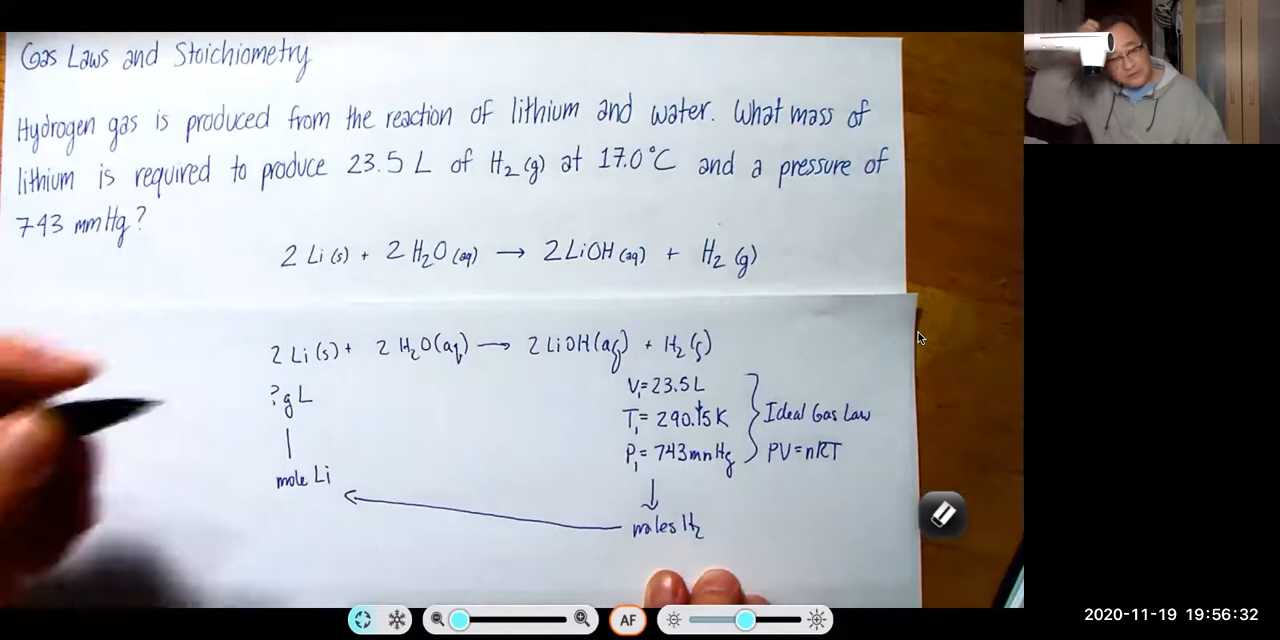 Gas Laws and Stoichiometry
Hydrogen gas is produced from the reaction of lithium and water. What mass of
lithium is required to produce 23.5 L of H₂(g) at 17.0°C and a pressure of
743 mmHg?
2 Li(s) + 2 H₂O(aq) → 2 LiOH(aq) + H₂(g)
2 Li(s) + 2 H₂O(aq) → 2 LiOH(aq) + H₂(g)
? g L
mole Li
V₁ = 23.5 L
T₁ = 290.15 K
P₁ = 743 mmHg
Ideal Gas Law
PV = nRT
moles H₂
AF
2020-11-19 19:56:32